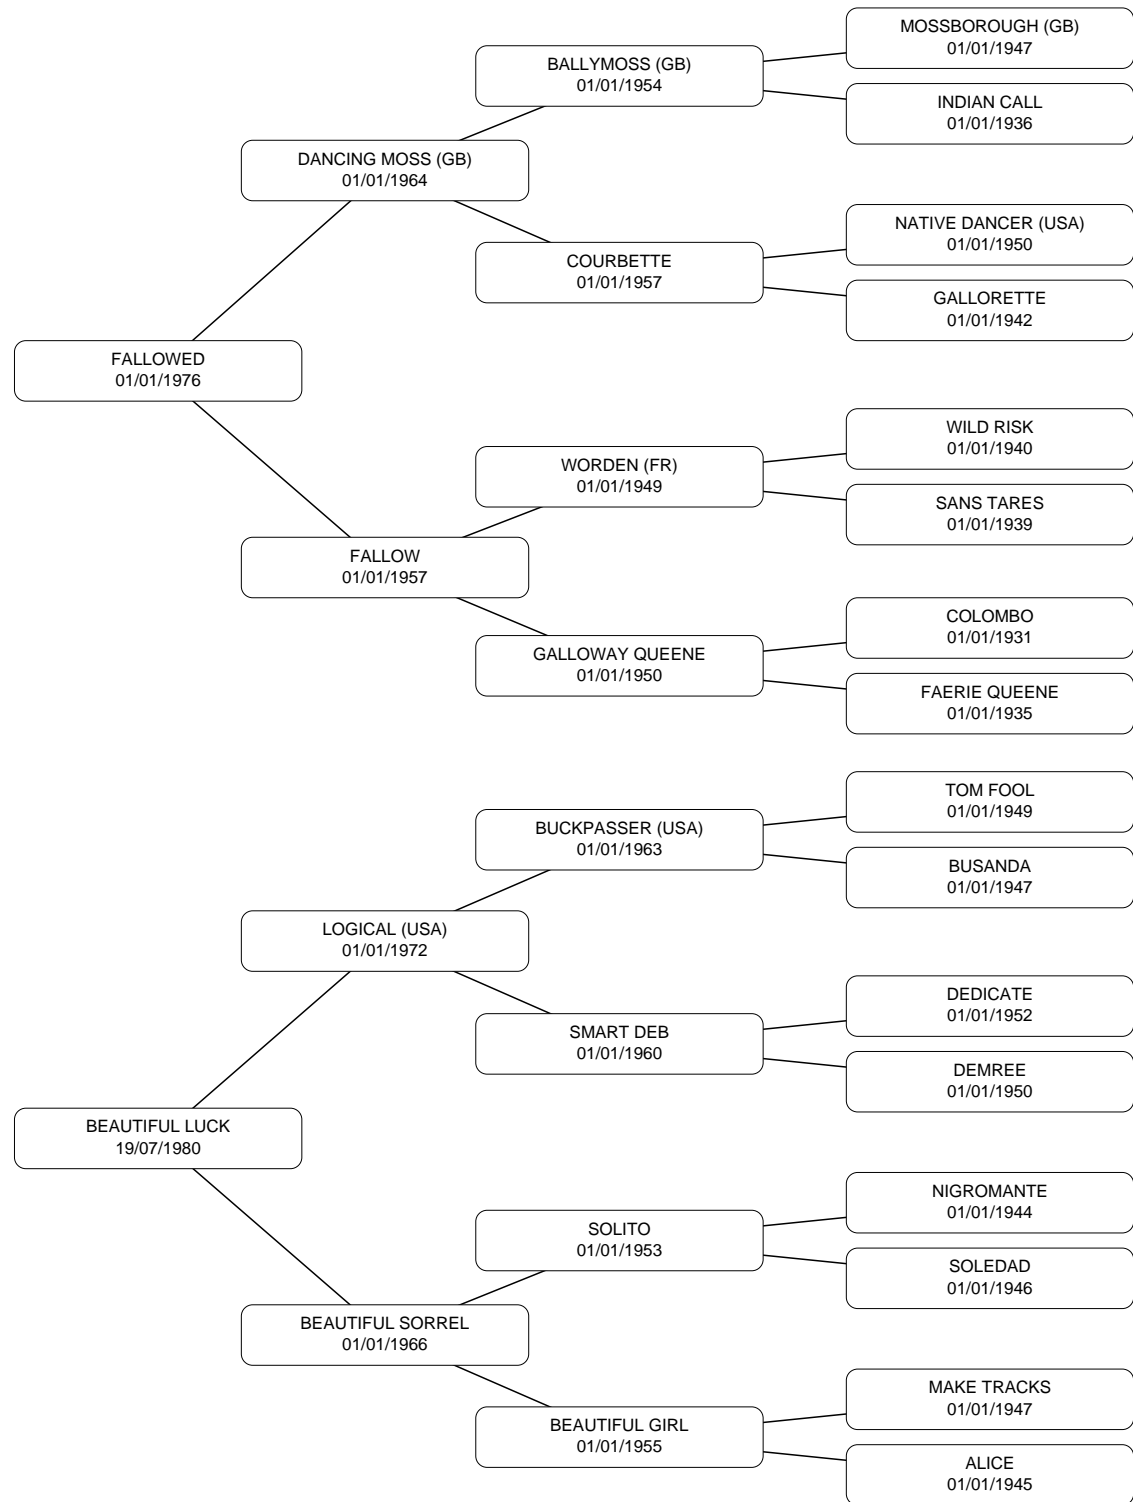 MOSSBOROUGH (GB)
01/01/1947
BALLYMOSS (GB)
01/01/1954
INDIAN CALL
01/01/1936
DANCING MOSS (GB)
01/01/1964
NATIVE DANCER (USA)
01/01/1950
COURBETTE
01/01/1957
GALLORETTE
01/01/1942
FALLOWED
01/01/1976
WILD RISK
01/01/1940
WORDEN (FR)
01/01/1949
SANS TARES
01/01/1939
FALLOW
01/01/1957
COLOMBO
01/01/1931
GALLOWAY QUEENE
01/01/1950
FAERIE QUEENE
01/01/1935
TOM FOOL
01/01/1949
BUCKPASSER (USA)
01/01/1963
BUSANDA
01/01/1947
LOGICAL (USA)
01/01/1972
DEDICATE
01/01/1952
SMART DEB
01/01/1960
DEMREE
01/01/1950
BEAUTIFUL LUCK
19/07/1980
NIGROMANTE
01/01/1944
SOLITO
01/01/1953
SOLEDAD
01/01/1946
BEAUTIFUL SORREL
01/01/1966
MAKE TRACKS
01/01/1947
BEAUTIFUL GIRL
01/01/1955
ALICE
01/01/1945